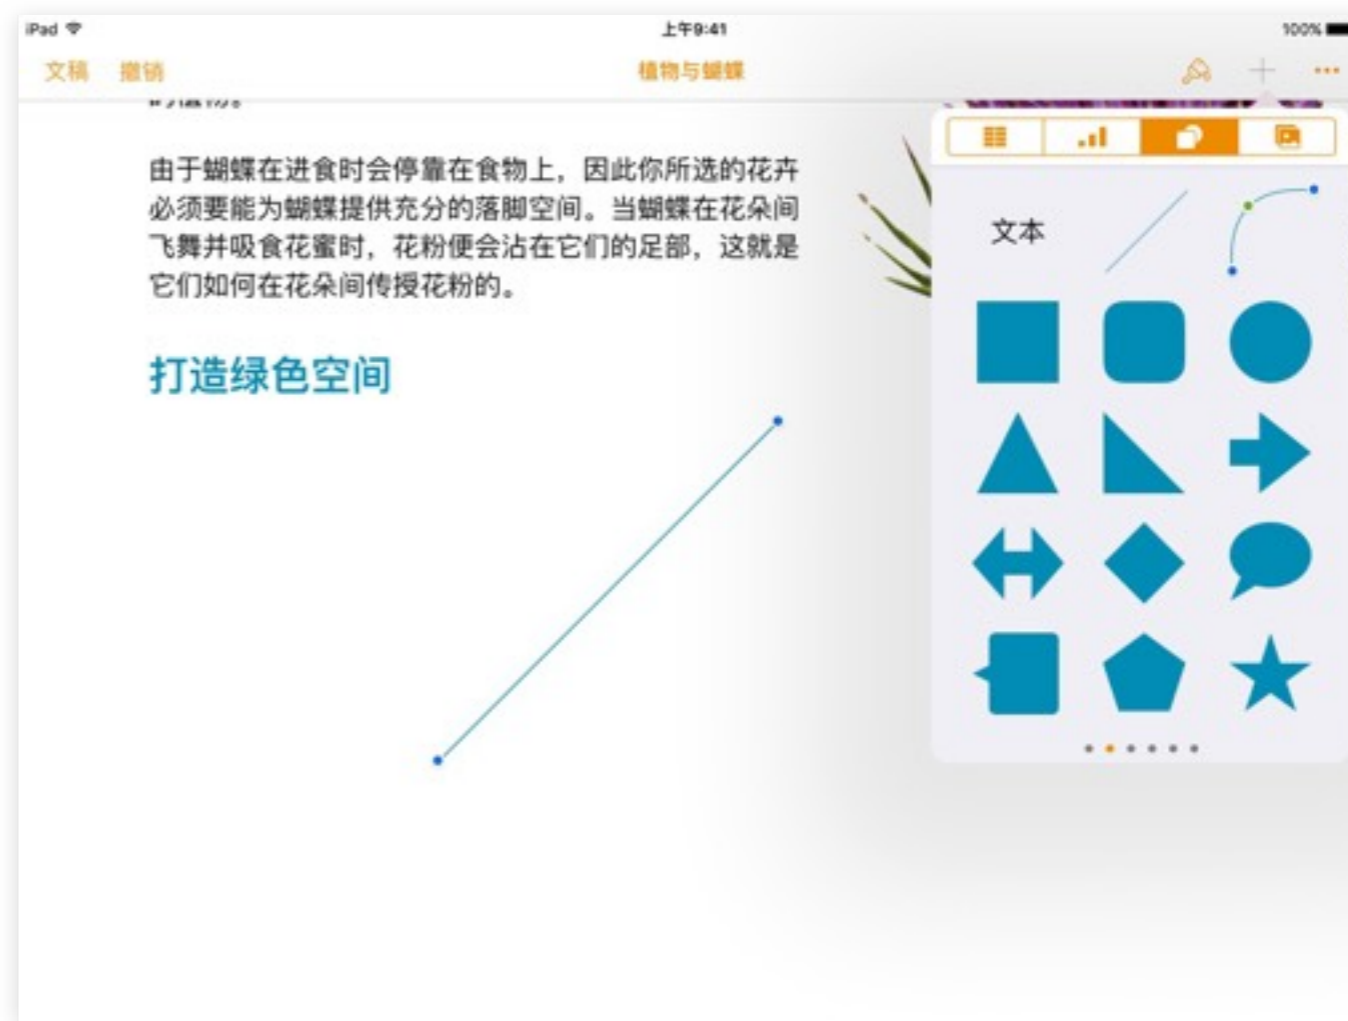 iPad
上午9:41
100%
文稿
撤销
植物与蝴蝶
由于蝴蝶在进食时会停靠在食物上，因此你所选的花卉
必须要能为蝴蝶提供充分的落脚空间。当蝴蝶在花朵间
飞舞并吸食花蜜时，花粉便会沾在它们的足部，这就是
它们如何在花朵间传授花粉的。
打造绿色空间
文本